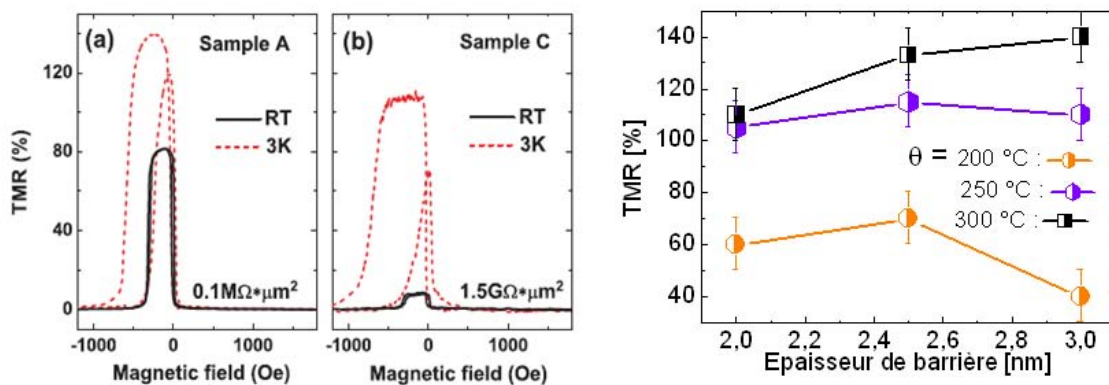 (a) Sample A
TMR (%)
120
80
40
0
RT
3K
0.1MΩ*μm²
-1000 0 1000
Magnetic field (Oe)
(b) Sample C
RT
3K
1.5GΩ*μm²
-1000 0 1000
Magnetic field (Oe)
TMR [%]
140
120
100
80
60
40
θ = 200 °C :
250 °C :
300 °C :
2,0 2,2 2,4 2,6 2,8 3,0
Epaisseur de barrière [nm]